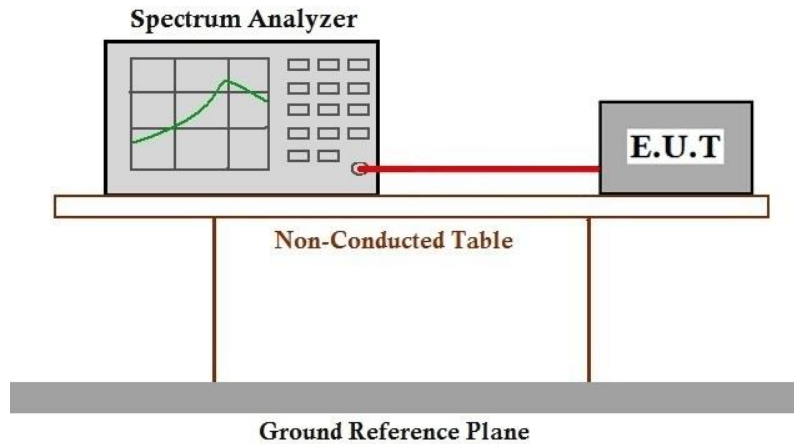 Spectrum Analyzer
E.U.T
Non-Conducted Table
Ground Reference Plane